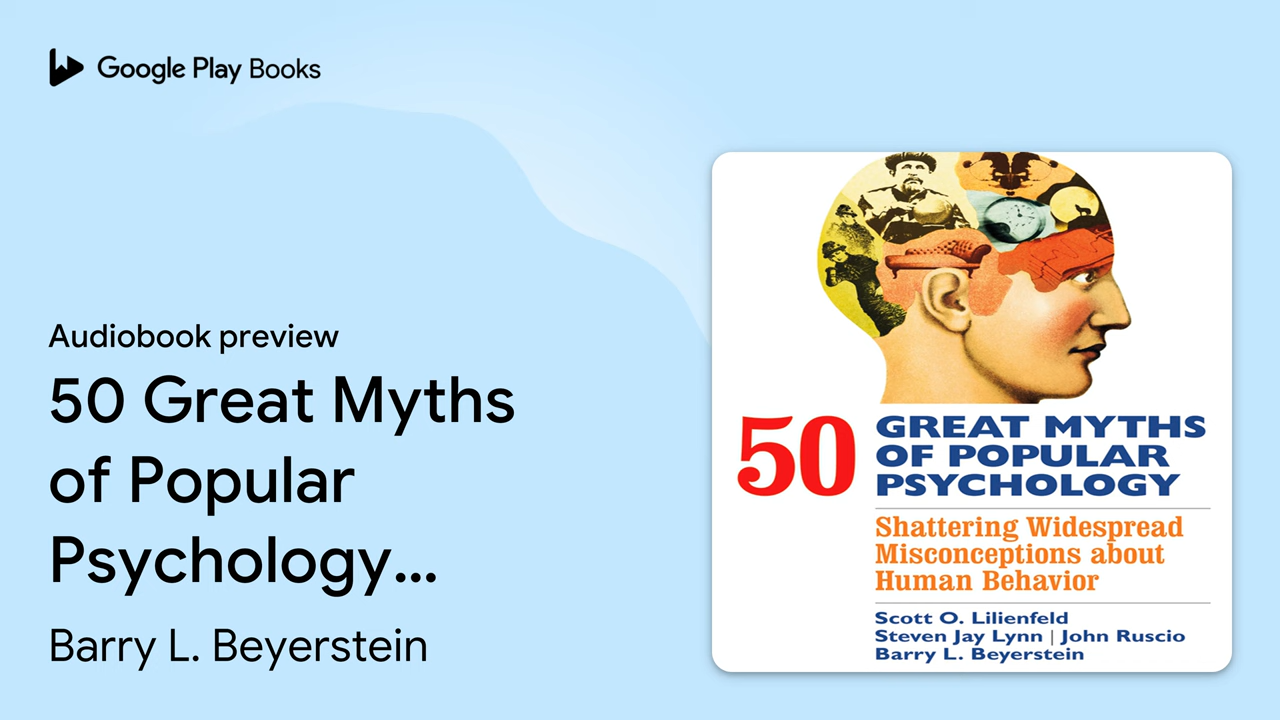 Google Play Books
Audiobook preview
50 Great Myths
of Popular
Psychology...
Barry L. Beyerstein
50 GREAT MYTHS
OF POPULAR
PSYCHOLOGY
Shattering Widespread
Misconceptions about
Human Behavior
Scott O. Lilienfeld
Steven Jay Lynn | John Ruscio
Barry L. Beyerstein